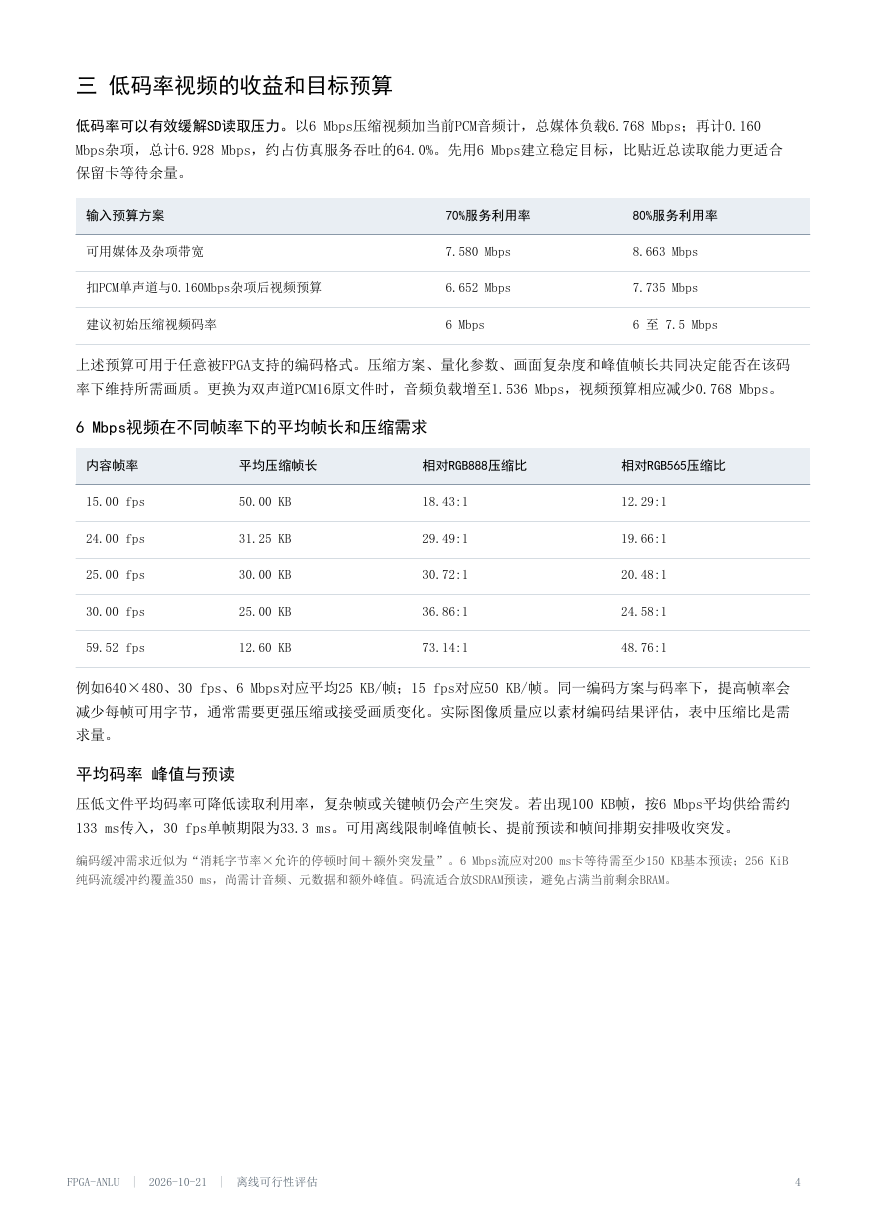 三 低码率视频的收益和目标预算
低码率可以有效缓解SD读取压力。以6 Mbps压缩视频加当前PCM音频计，总媒体负载6.768 Mbps；再计0.160
Mbps杂项，总计6.928 Mbps，约占仿真服务吞吐的64.0%。先用6 Mbps建立稳定目标，比贴近总读取能力更适合
保留卡等待余量。
输入预算方案 70%服务利用率 80%服务利用率
可用媒体及杂项带宽 7.580 Mbps 8.663 Mbps
扣PCM单声道与0.160Mbps杂项后视频预算 6.652 Mbps 7.735 Mbps
建议初始压缩视频码率 6 Mbps 6 至 7.5 Mbps
上述预算可用于任意被FPGA支持的编码格式。压缩方案、量化参数、画面复杂度和峰值帧长共同决定能否在该码
率下维持所需画质。更换为双声道PCM16原文件时，音频负载增至1.536 Mbps，视频预算相应减少0.768 Mbps。
6 Mbps视频在不同帧率下的平均帧长和压缩需求
内容帧率 平均压缩帧长 相对RGB888压缩比 相对RGB565压缩比
15.00 fps 50.00 KB 18.43:1 12.29:1
24.00 fps 31.25 KB 29.49:1 19.66:1
25.00 fps 30.00 KB 30.72:1 20.48:1
30.00 fps 25.00 KB 36.86:1 24.58:1
59.52 fps 12.60 KB 73.14:1 48.76:1
例如640×480、30 fps、6 Mbps对应平均25 KB/帧；15 fps对应50 KB/帧。同一编码方案与码率下，提高帧率会
减少每帧可用字节，通常需要更强压缩或接受画质变化。实际图像质量应以素材编码结果评估，表中压缩比是需
求量。
平均码率 峰值与预读
压低文件平均码率可降低读取利用率，复杂帧或关键帧仍会产生突发。若出现100 KB帧，按6 Mbps平均供给需约
133 ms传入，30 fps单帧期限为33.3 ms。可用离线限制峰值帧长、提前预读和帧间排期安排吸收突发。
编码缓冲需求近似为“消耗字节率×允许的停顿时间＋额外突发量”。6 Mbps流应对200 ms卡等待需至少150 KB基本预读；256 KiB
纯码流缓冲约覆盖350 ms，尚需计音频、元数据和额外峰值。码流适合放SDRAM预读，避免占满当前剩余BRAM。
FPGA-ANLU | 2026-10-21 | 离线可行性评估 4